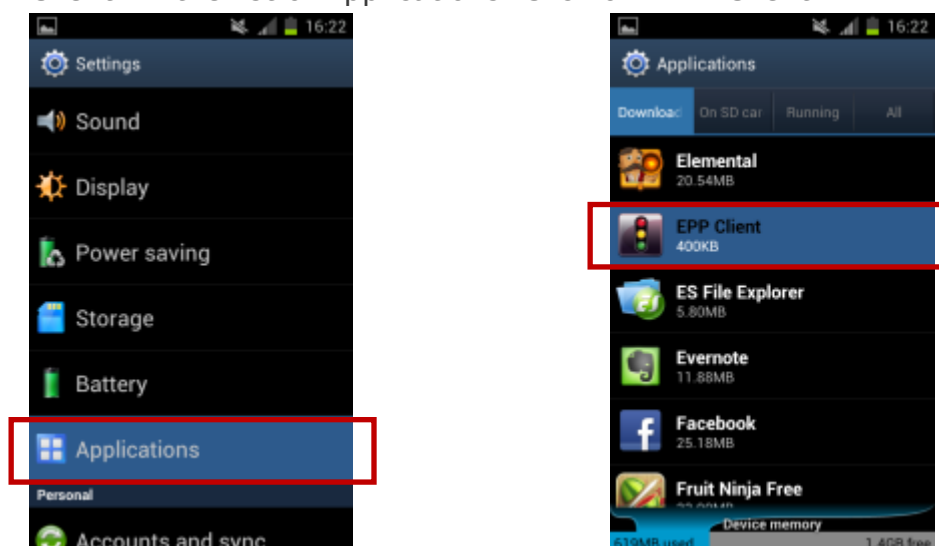 16:22
Settings
Sound
Display
Power saving
Storage
Battery
Applications
Personal
Accounts and sync
16:22
Applications
Download On SD car Running All
Elemental
20.54MB
EPP Client
400KB
ES File Explorer
5.80MB
Evernote
11.88MB
Facebook
25.18MB
Fruit Ninja Free
Device memory
619MB used 1.4GB free